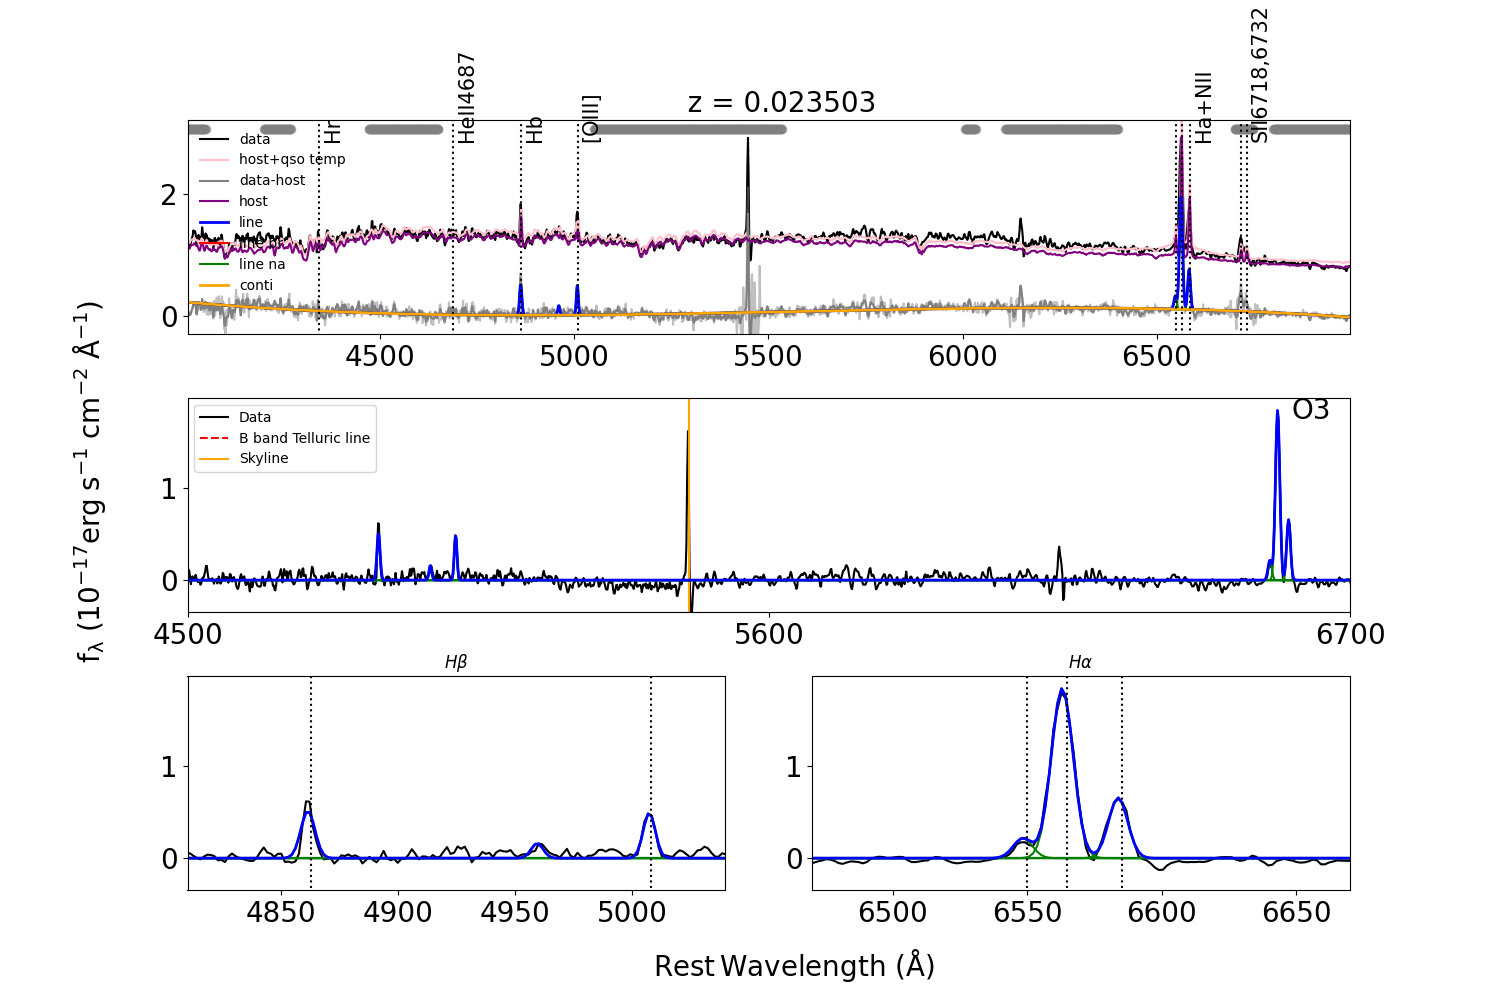 z = 0.023503
Hr
HeII4687
Hb
[OIII]
Ha+NII
SII6718,6732
data
host+qso temp
data-host
host
line
line br
line na
conti
2
0
4500 5000 5500 6000 6500
O3
Data
B band Telluric line
Skyline
1
0
4500 5600 6700
fλ (10−17erg s−1 cm−2 Å−1)
Hβ
1
0
4850 4900 4950 5000
Hα
1
0
6500 6550 6600 6650
Rest Wavelength (Å)